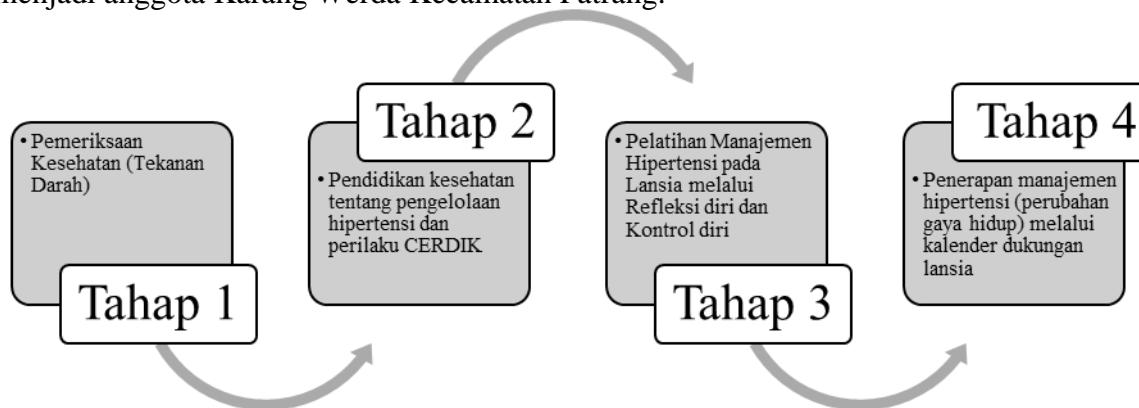 menjadi anggota Karang Werda Kecamatan Patrang.
• Pemeriksaan
Kesehatan (Tekanan
Darah)
Tahap 1
Tahap 2
• Pendidikan kesehatan
tentang pengelolaan
hipertensi dan
perilaku CERDIK
• Pelatihan Manajemen
Hipertensi pada
Lansia melalui
Refleksi diri dan
Kontrol diri
Tahap 3
Tahap 4
• Penerapan manajemen
hipertensi (perubahan
gaya hidup) melalui
kalender dukungan
lansia